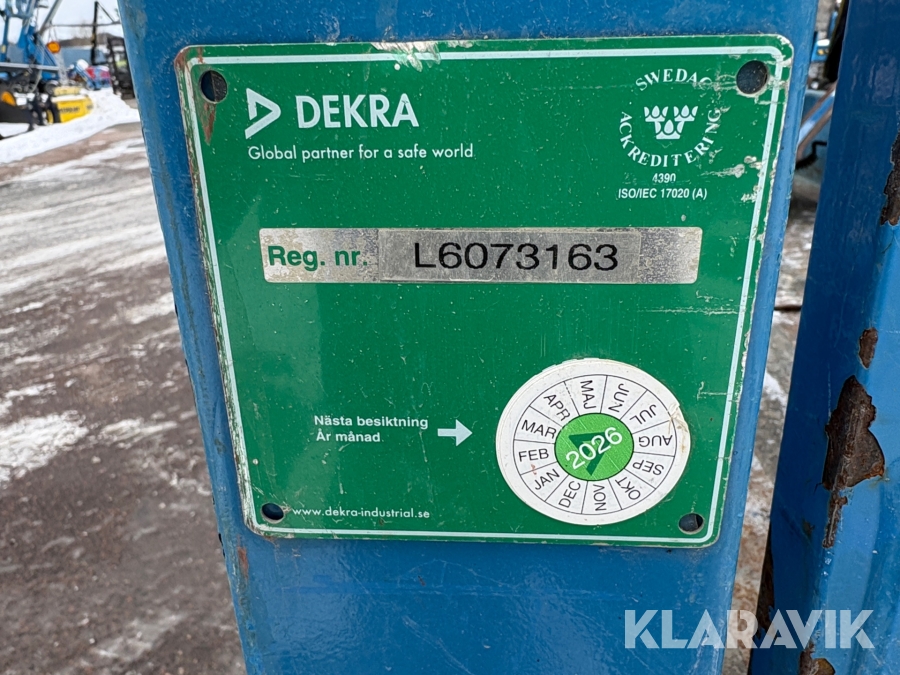 DEKRA
Global partner for a safe world
SWEDAC
ACKREDITERING
4390
ISO/IEC 17020 (A)
Reg. nr. L6073163
Nästa besiktning
År månad
JAN FEB MAR APR MAJ JUN JUL AUG SEP OKT NOV DEC
2026
www.dekra-industrial.se
KLARAVIK